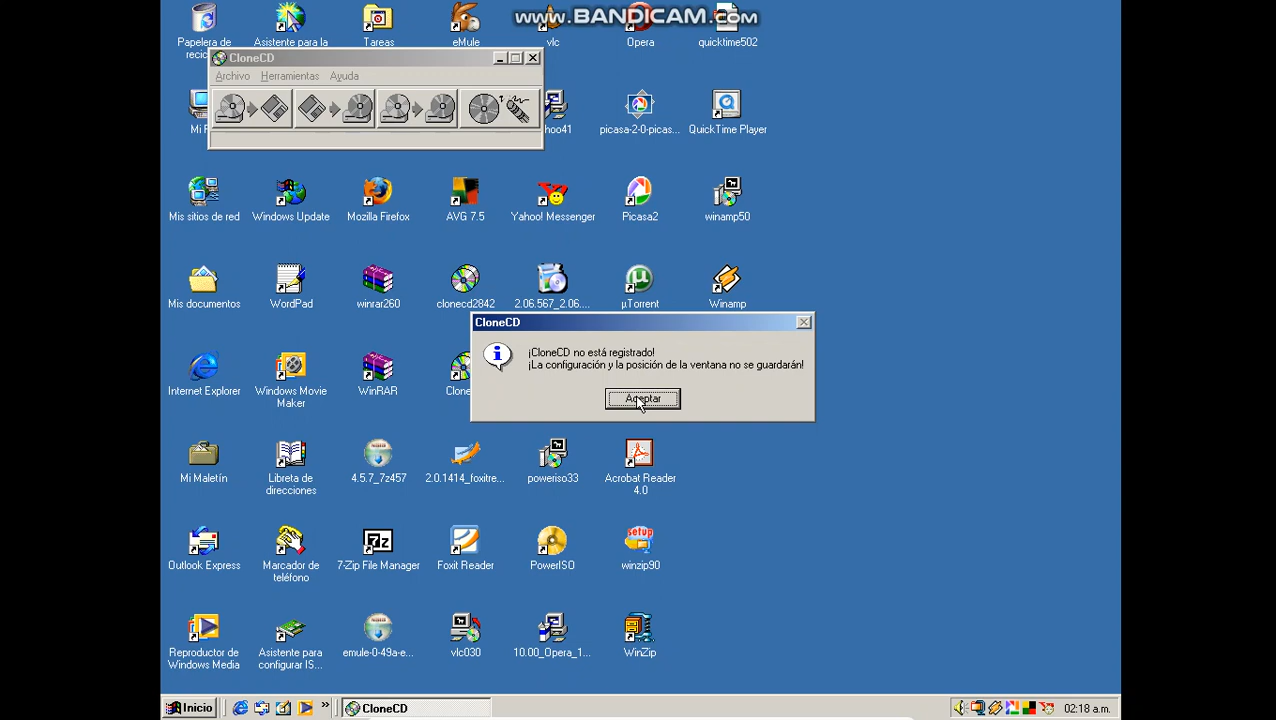 www.BANDICAM.com
Papelera de
Asistente para la
Tareas
eMule
vlc
Opera
quicktime502
CloneCD
Archivo Herramientas Ayuda
picasa-2-0-picas...
QuickTime Player
Mis sitios de red
Windows Update
Mozilla Firefox
AVG 7.5
Yahoo! Messenger
Picasa2
winamp50
Mis documentos
WordPad
winrar260
clonecd2842
2.06.567_2.06....
µTorrent
Winamp
CloneCD
¡CloneCD no está registrado!
¡La configuración y la posición de la ventana no se guardarán!
Aceptar
Internet Explorer
Windows Movie
Maker
WinRAR
Mi Maletín
Libreta de
direcciones
4.5.7_7z457
2.0.1414_foxitre...
poweriso33
Acrobat Reader
4.0
Outlook Express
Marcador de
teléfono
7-Zip File Manager
Foxit Reader
PowerISO
winzip90
Reproductor de
Windows Media
Asistente para
configurar IS...
emule-0-49a-e...
vlc030
10.00_Opera_1...
WinZip
Inicio
CloneCD
02:18 a.m.